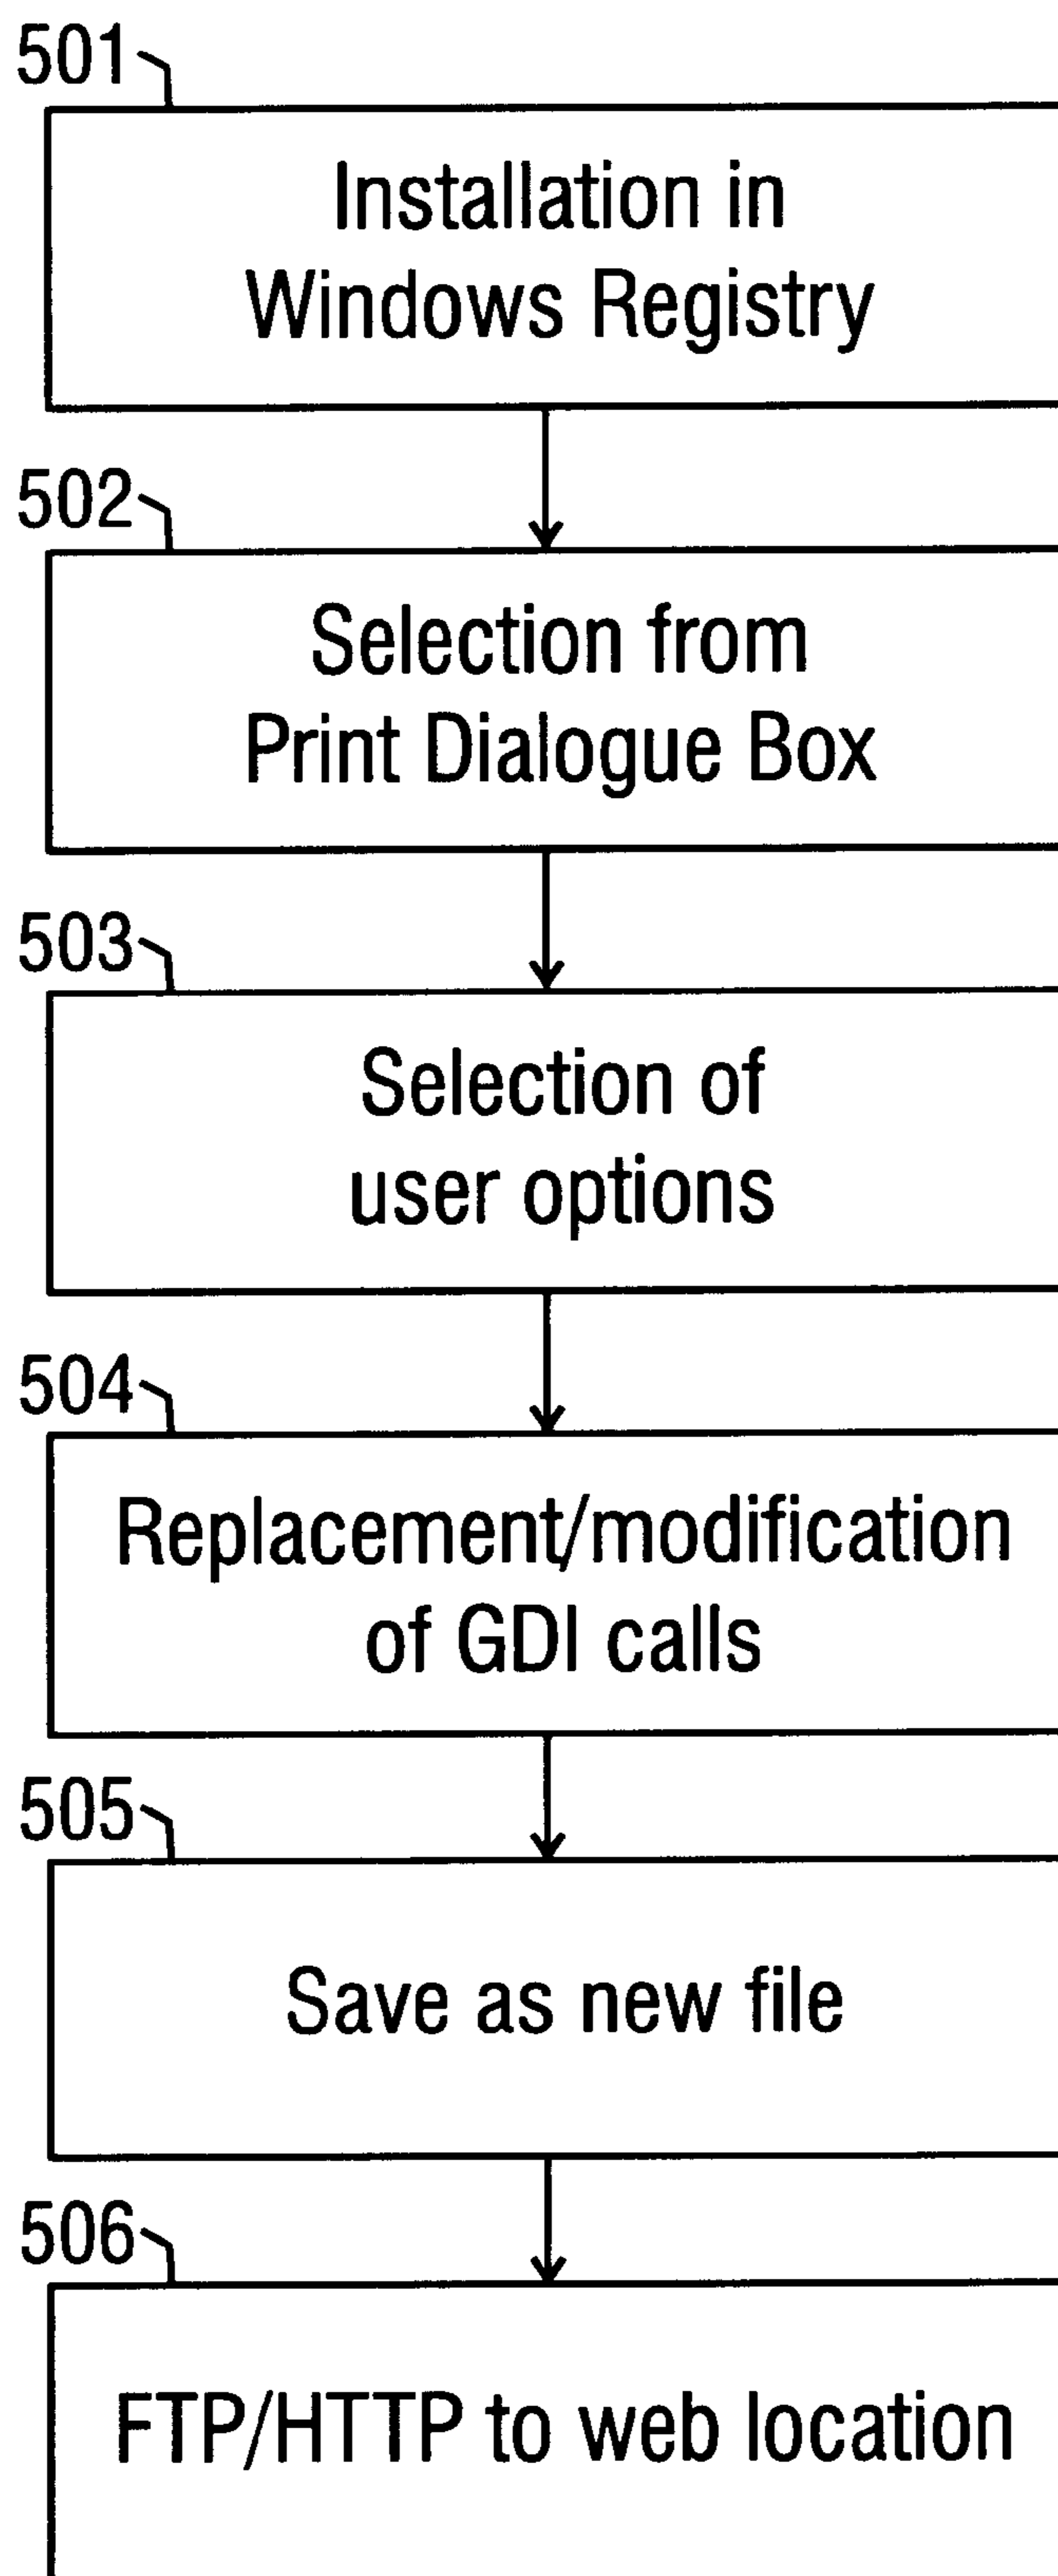 501
Installation in
Windows Registry
502
Selection from
Print Dialogue Box
503
Selection of
user options
504
Replacement/modification
of GDI calls
505
Save as new file
506
FTP/HTTP to web location